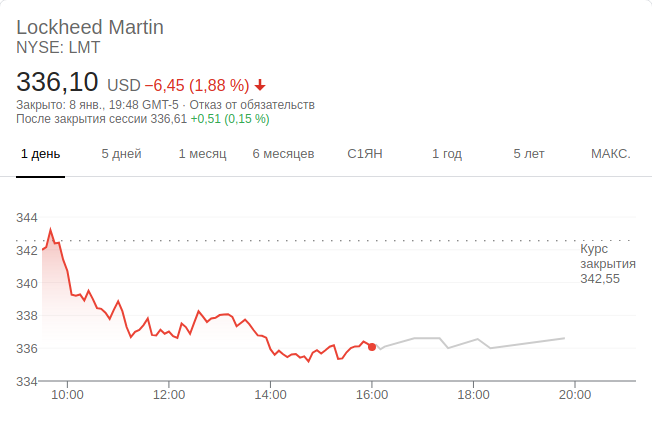 Lockheed Martin
NYSE: LMT
336,10 USD −6,45 (1,88 %)
Закрыто: 8 янв., 19:48 GMT-5 · Отказ от обязательств
После закрытия сессии 336,61 +0,51 (0,15 %)
1 день 5 дней 1 месяц 6 месяцев С1ЯН 1 год 5 лет МАКС.
344
342
340
338
336
334
Курс
закрытия
342,55
10:00 12:00 14:00 16:00 18:00 20:00